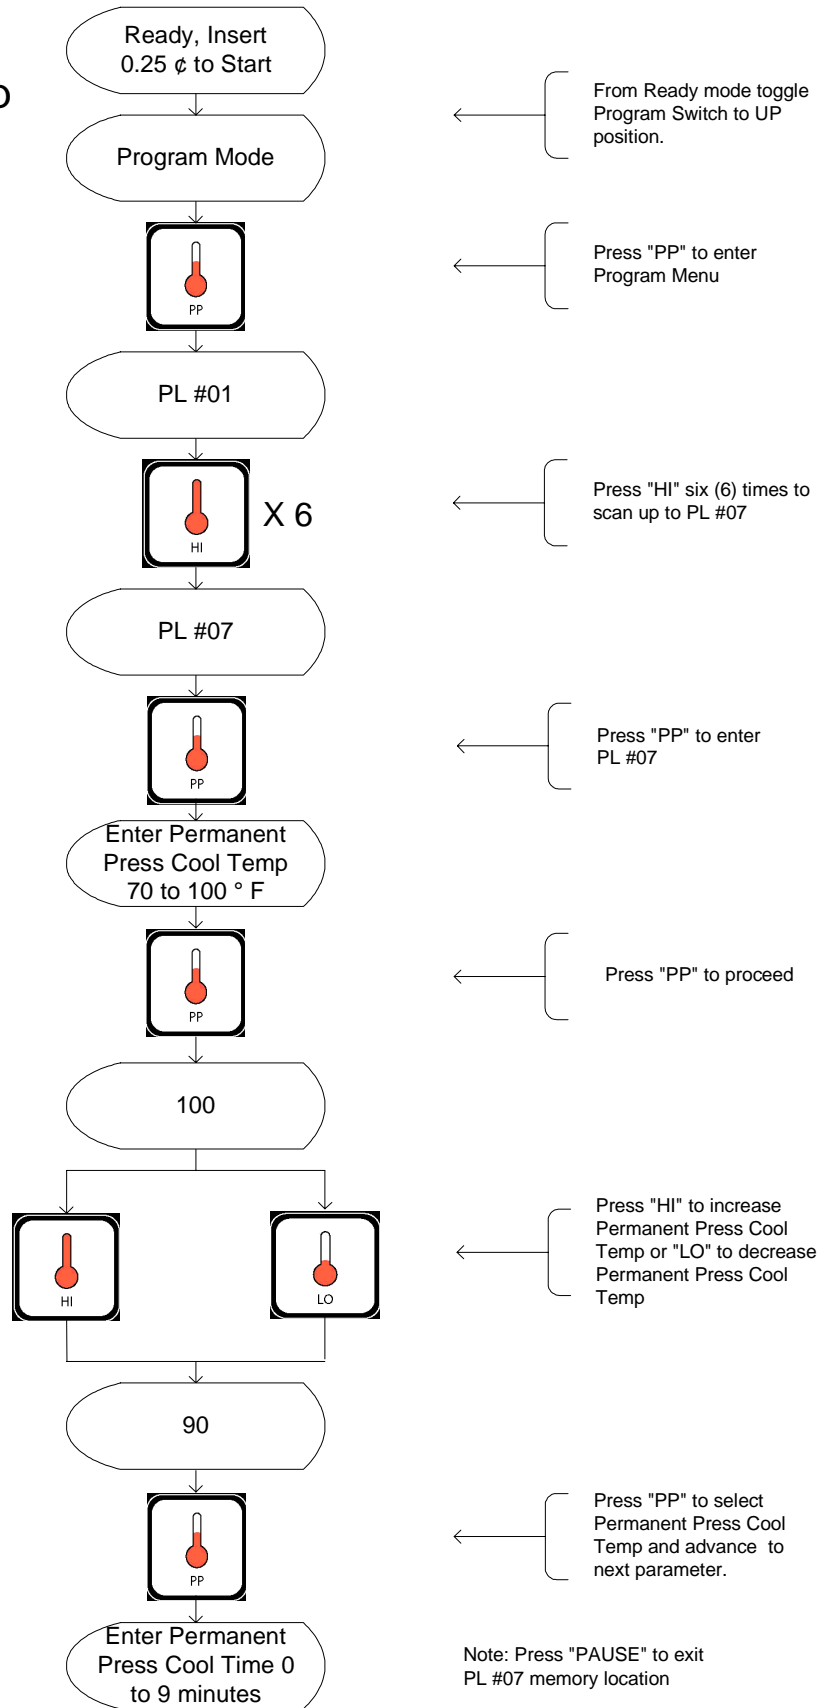 Ready, Insert
0.25 ¢ to Start
p
From Ready mode toggle
Program Switch to UP
position.
Program Mode
PP
Press "PP" to enter
Program Menu
PL #01
HI
X 6
Press "HI" six (6) times to
scan up to PL #07
PL #07
PP
Press "PP" to enter
PL #07
Enter Permanent
Press Cool Temp
70 to 100 ° F
PP
Press "PP" to proceed
100
HI
LO
Press "HI" to increase
Permanent Press Cool
Temp or "LO" to decrease
Permanent Press Cool
Temp
90
PP
Press "PP" to select
Permanent Press Cool
Temp and advance to
next parameter.
Enter Permanent
Press Cool Time 0
to 9 minutes
Note: Press "PAUSE" to exit
PL #07 memory location